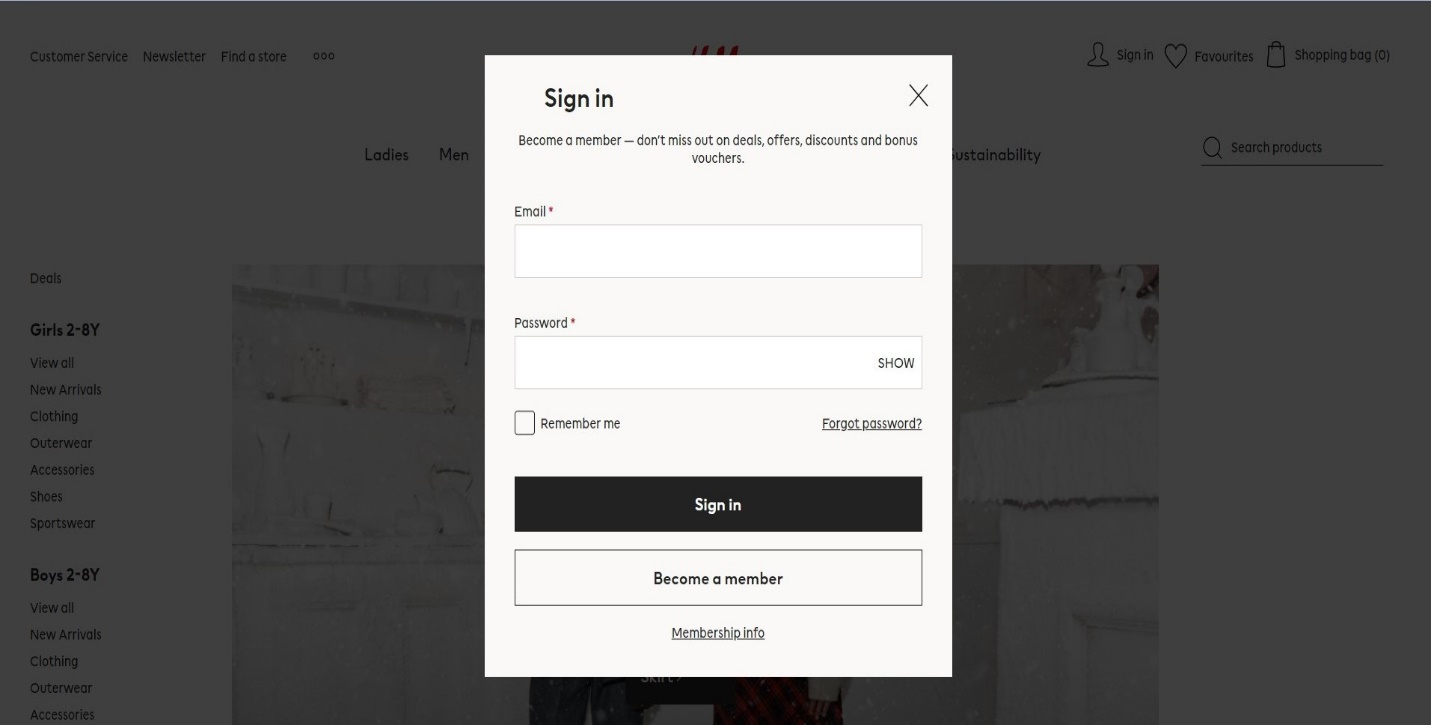 Customer Service Newsletter Find a store
Sign in Favourites Shopping bag (0)
Ladies Men
Sustainability
Search products
Deals
Girls 2-8Y
View all
New Arrivals
Clothing
Outerwear
Accessories
Shoes
Sportswear
Boys 2-8Y
View all
New Arrivals
Clothing
Outerwear
Accessories
Sign in
Become a member — don't miss out on deals, offers, discounts and bonus
vouchers.
Email *
Password *
SHOW
Remember me Forgot password?
Sign in
Become a member
Membership info